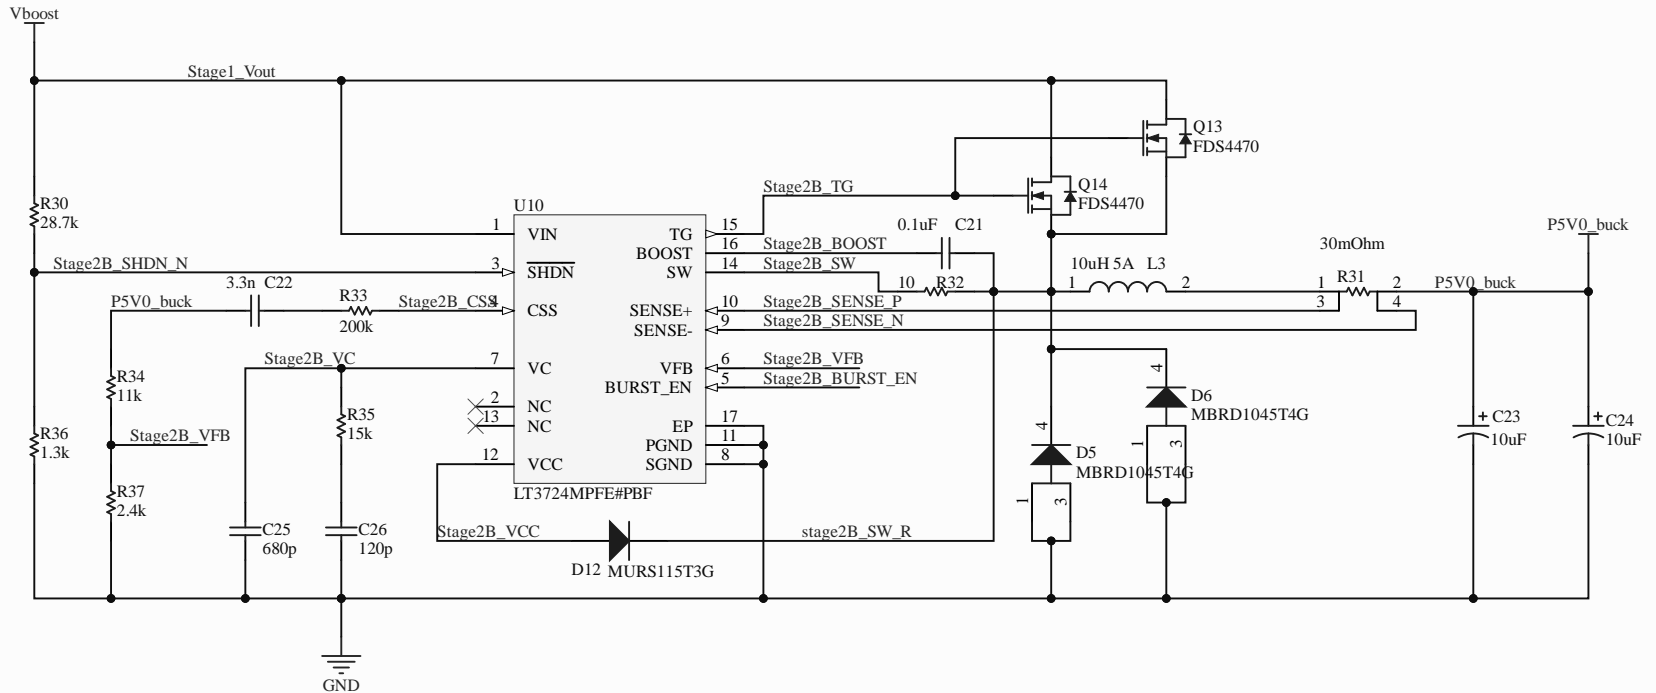 Vboost
Stage1_Vout
Q13
FDS4470
Stage2B_TG
Q14
FDS4470
R30
28.7k
U10
1
VIN
TG
15
0.1uF
C21
P5V0_buck
BOOST
16
Stage2B_BOOST
30mOhm
Stage2B_SHDN_N
3
SHDN
SW
14
Stage2B_SW
10
R32
10uH 5A
L3
1
2
1
R31
2
P5V0_buck
3.3n
C22
P5V0_buck
R33
200k
Stage2B_CSS
4
CSS
SENSE+
10
Stage2B_SENSE_P
3
4
SENSE-
9
Stage2B_SENSE_N
Stage2B_VC
7
VC
VFB
6
Stage2B_VFB
BURST_EN
5
Stage2B_BURST_EN
R34
11k
2
NC
13
NC
EP
17
PGND
11
12
VCC
SGND
8
LT3724MPFE#PBF
R35
15k
R36
1.3k
Stage2B_VFB
R37
2.4k
4
D6
MBRD1045T4G
1
3
4
D5
MBRD1045T4G
1
3
C23
10uF
C24
10uF
C25
680p
C26
120p
Stage2B_VCC
stage2B_SW_R
D12
MURS115T3G
GND